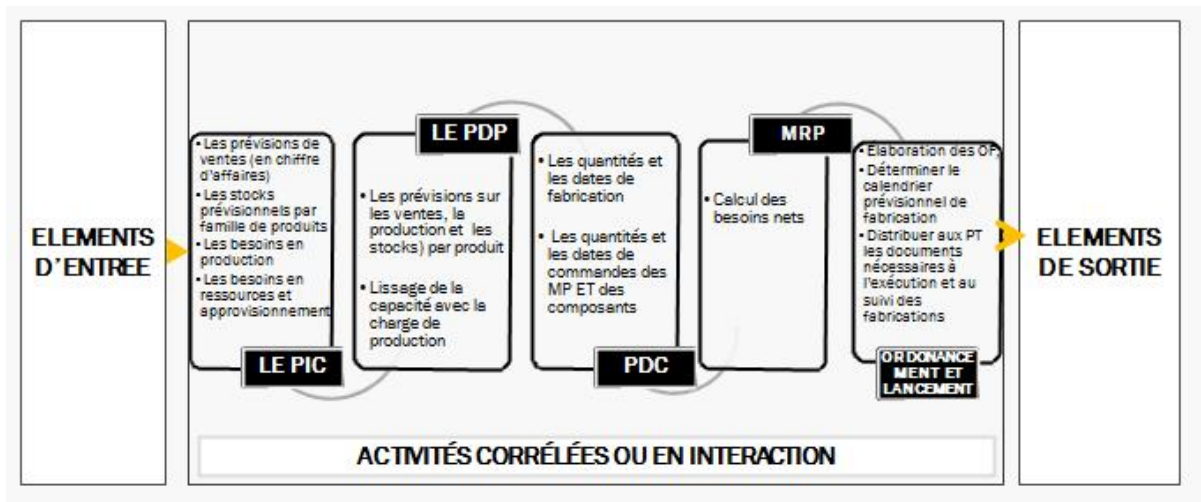 ELEMENTS
D'ENTREE
• Les prévisions de
ventes (en chiffre
d'affaires)
• Les stocks
prévisionnels par
famille de produits
• Les besoins en
production
• Les besoins en
ressources et
approvisionnement
LE PIC
LE PDP
• Les prévisions sur
les ventes, la
production et les
stocks) par produit
• Lissage de la
capacité avec la
charge de
production
• Les quantités et
les dates de
fabrication
• Les quantités et
les dates de
commandes des
MP ET des
composants
PDC
MRP
• Calcul des
besoins nets
• Elaboration des OF,
• Déterminer le
calendrier
prévisionnel de
fabrication
• Distribuer aux PT
les documents
nécessaires à
l'exécution et au
suivi des
fabrications
ORDONANCE
MENT ET
LANCEMENT
ELEMENTS
DE SORTIE
ACTIVITÉS CORRÉLÉES OU EN INTERACTION